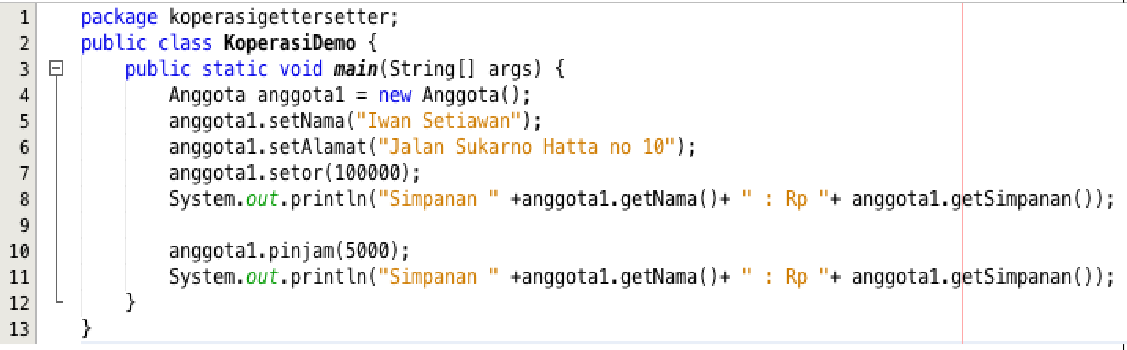 1 package koperasigettersetter;
2 public class KoperasiDemo {
3 public static void main(String[] args) {
4 Anggota anggota1 = new Anggota();
5 anggota1.setNama("Iwan Setiawan");
6 anggota1.setAlamat("Jalan Sukarno Hatta no 10");
7 anggota1.setor(100000);
8 System.out.println("Simpanan " +anggota1.getNama()+ " : Rp "+ anggota1.getSimpanan());
9
10 anggota1.pinjam(5000);
11 System.out.println("Simpanan " +anggota1.getNama()+ " : Rp "+ anggota1.getSimpanan());
12 }
13 }